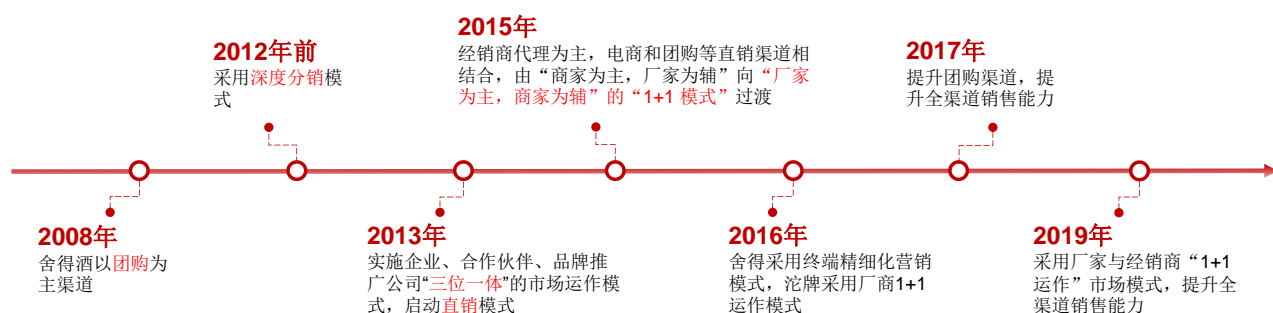 2008年
舍得酒以团购为
主渠道
2012年前
采用深度分销模
式
2013年
实施企业、合作伙伴、品牌推
广公司“三位一体”的市场运作模
式，启动直销模式
2015年
经销商代理为主，电商和团购等直销渠道相
结合，由“商家为主，厂家为辅”向“厂家
为主，商家为辅”的“1+1 模式”过渡
2016年
舍得采用终端精细化营销
模式，沱牌采用厂商1+1
运作模式
2017年
提升团购渠道，提
升全渠道销售能力
2019年
采用厂家与经销商“1+1
运作”市场模式，提升全
渠道销售能力